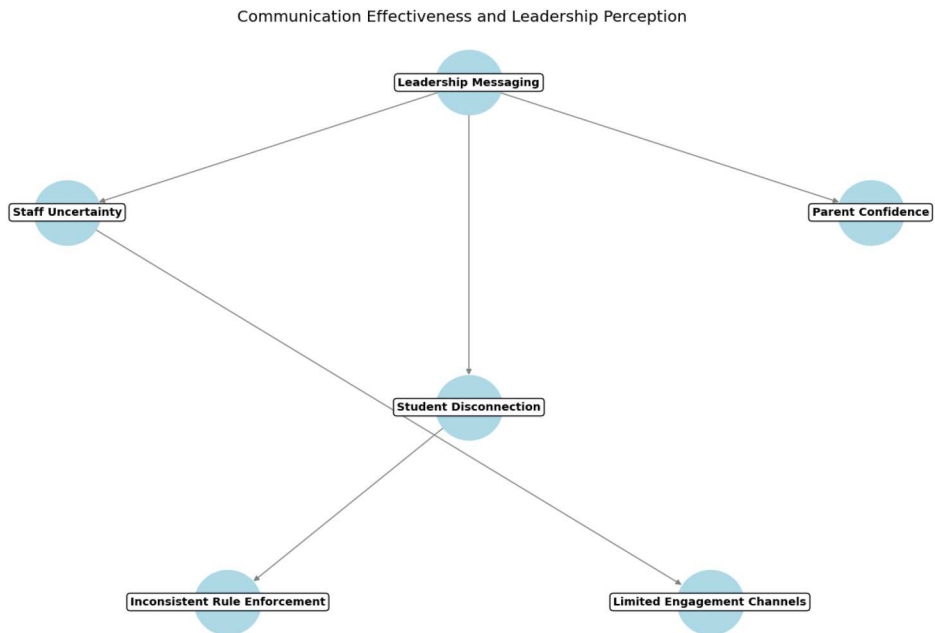 Communication Effectiveness and Leadership Perception
Leadership Messaging
Staff Uncertainty
Parent Confidence
Student Disconnection
Inconsistent Rule Enforcement
Limited Engagement Channels